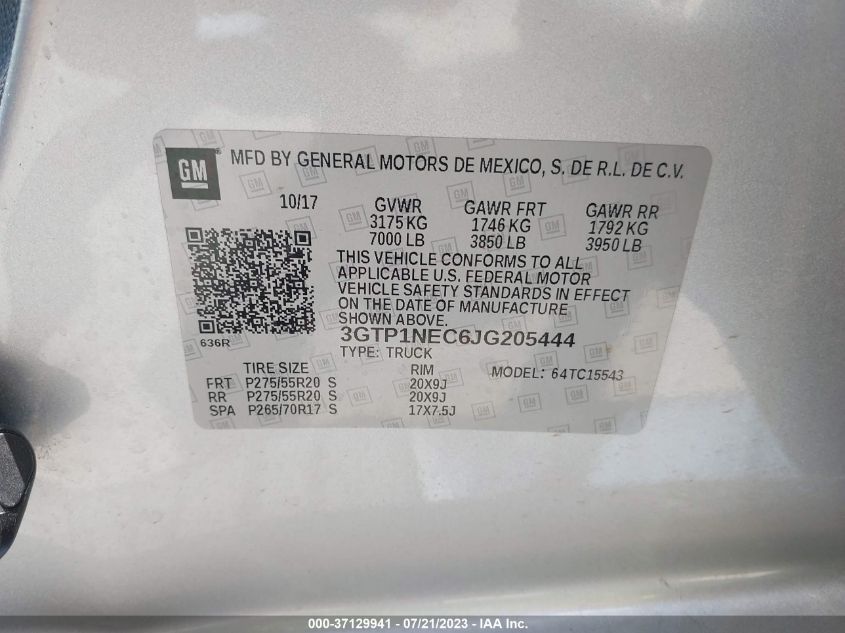 GM
MFD BY GENERAL MOTORS DE MEXICO, S. DE R.L. DE C.V.
10/17 GVWR GAWR FRT GAWR RR
3175 KG 1746 KG 1792 KG
7000 LB 3850 LB 3950 LB
THIS VEHICLE CONFORMS TO ALL
APPLICABLE U.S. FEDERAL MOTOR
VEHICLE SAFETY STANDARDS IN EFFECT
ON THE DATE OF MANUFACTURE
SHOWN ABOVE.
636R
3GTP1NEC6JG205444
TYPE: TRUCK
TIRE SIZE RIM MODEL: 64TC15543
FRT P275/55R20 S 20X9J
RR P275/55R20 S 20X9J
SPA P265/70R17 S 17X7.5J
000-37129941 - 07/21/2023 - IAA Inc.